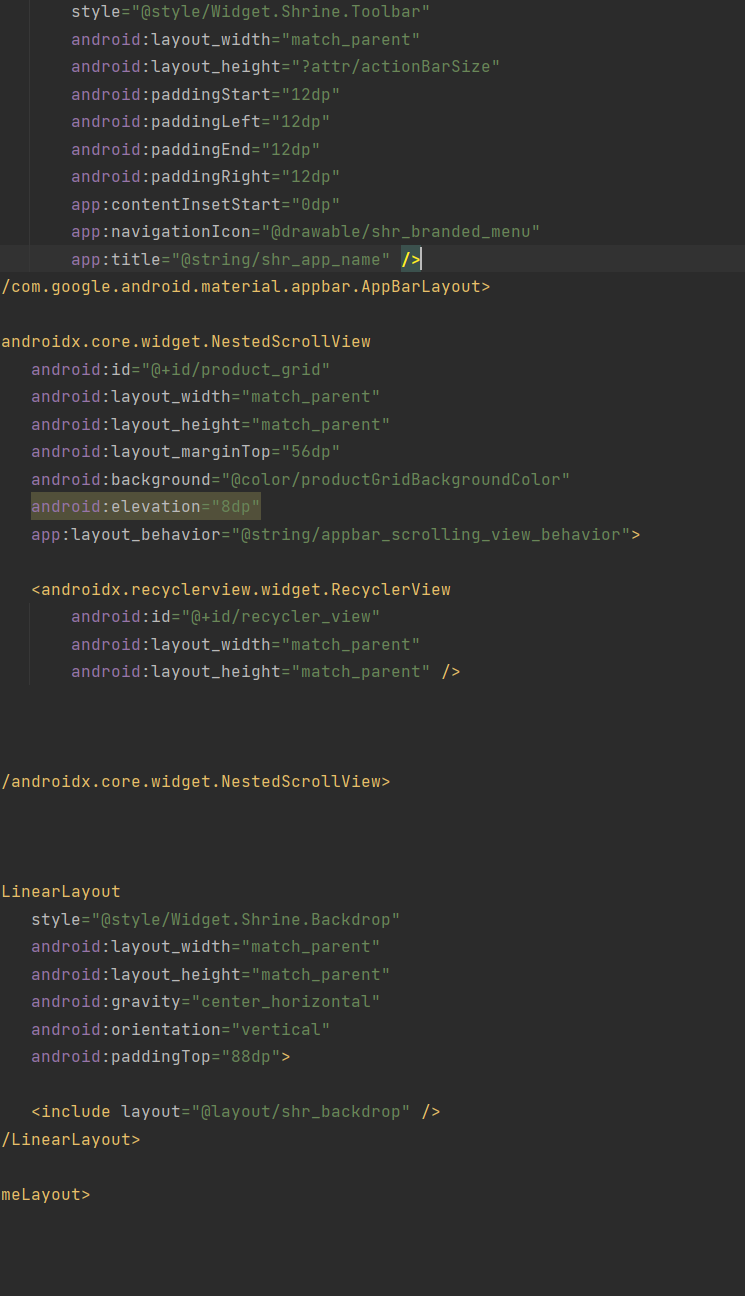 style="@style/Widget.Shrine.Toolbar"
android:layout_width="match_parent"
android:layout_height="?attr/actionBarSize"
android:paddingStart="12dp"
android:paddingLeft="12dp"
android:paddingEnd="12dp"
android:paddingRight="12dp"
app:contentInsetStart="0dp"
app:navigationIcon="@drawable/shr_branded_menu"
app:title="@string/shr_app_name" />
/com.google.android.material.appbar.AppBarLayout>
androidx.core.widget.NestedScrollView
android:id="@+id/product_grid"
android:layout_width="match_parent"
android:layout_height="match_parent"
android:layout_marginTop="56dp"
android:background="@color/productGridBackgroundColor"
android:elevation="8dp"
app:layout_behavior="@string/appbar_scrolling_view_behavior">
<androidx.recyclerview.widget.RecyclerView
android:id="@+id/recycler_view"
android:layout_width="match_parent"
android:layout_height="match_parent" />
/androidx.core.widget.NestedScrollView>
LinearLayout
style="@style/Widget.Shrine.Backdrop"
android:layout_width="match_parent"
android:layout_height="match_parent"
android:gravity="center_horizontal"
android:orientation="vertical"
android:paddingTop="88dp">
<include layout="@layout/shr_backdrop" />
/LinearLayout>
meLayout>